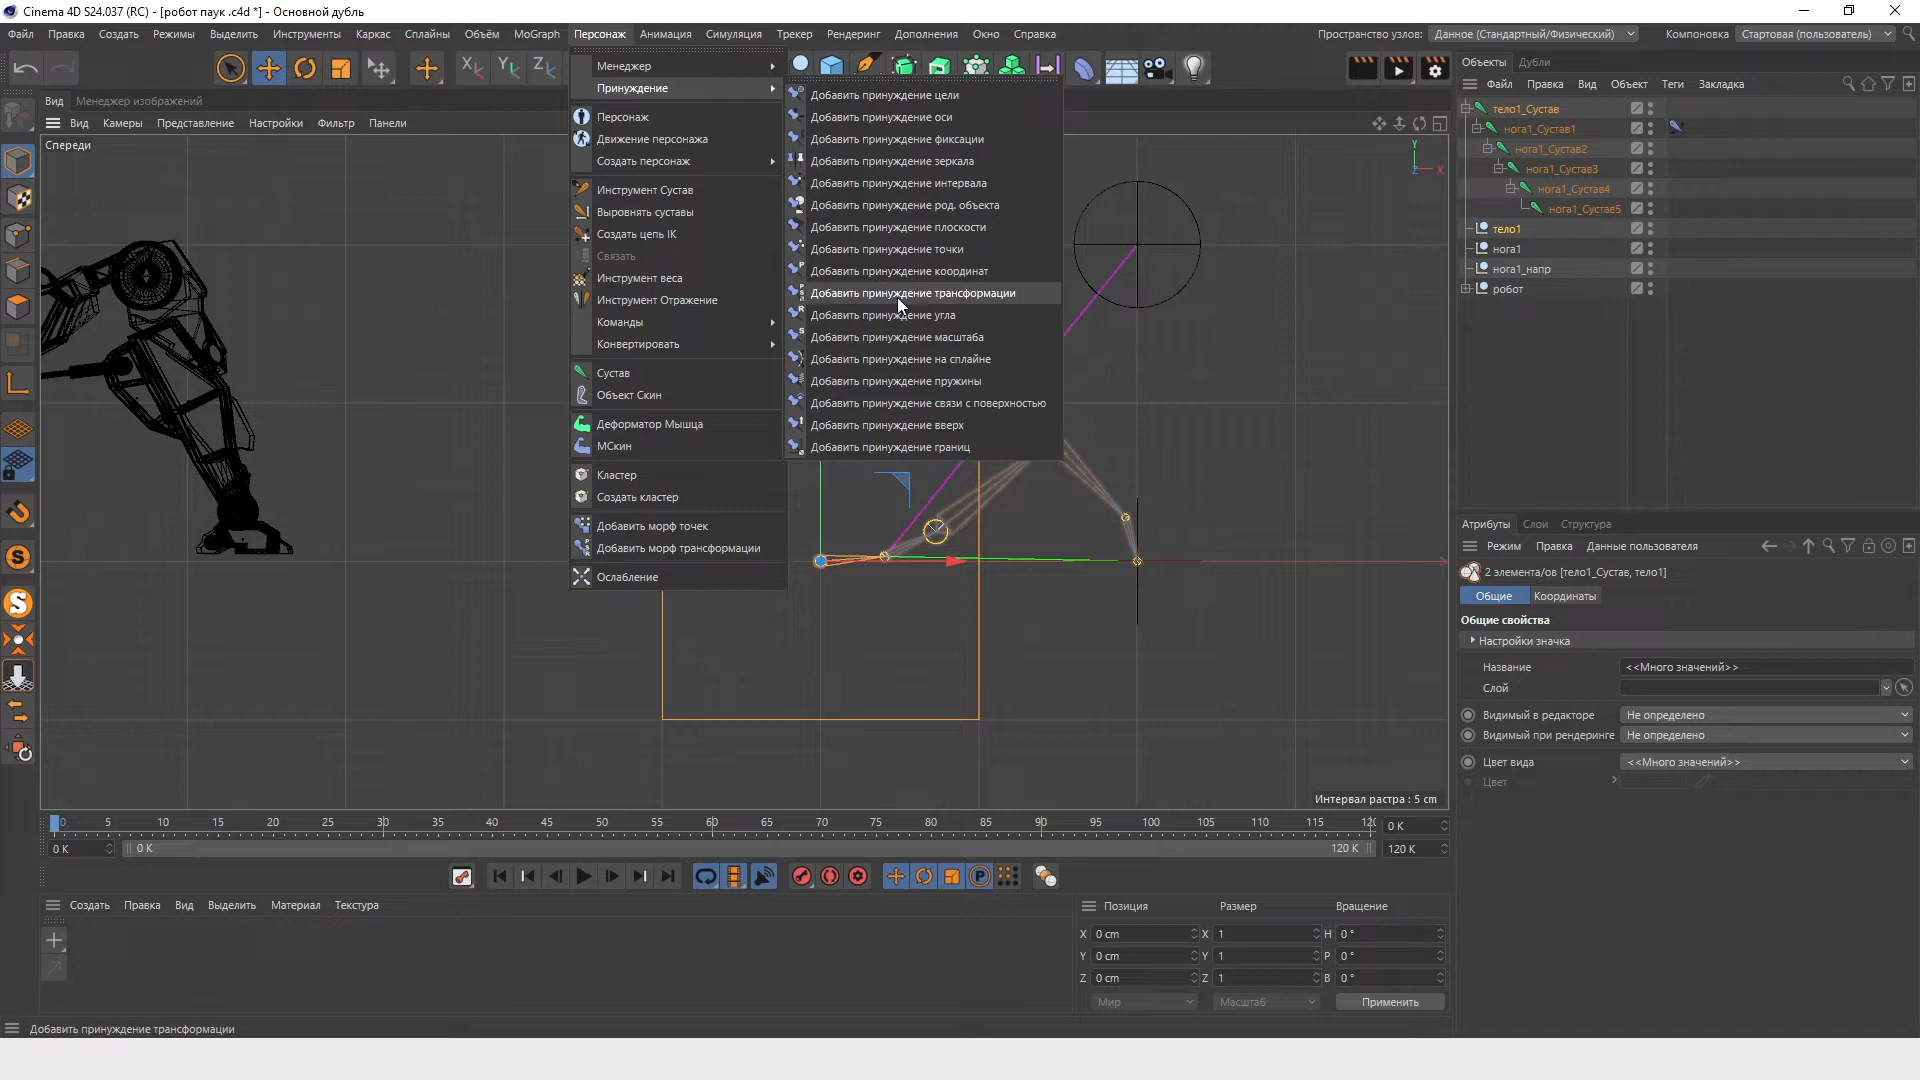 Cinema 4D S24.037 (RC) - [робот паук .c4d *] - Основной дубль
Файл Правка Создать Режимы Выделить Инструменты Каркас Сплайны Объём MoGraph Персонаж Анимация Симуляция Трекер Рендеринг Дополнения Окно Справка
Пространство узлов: Данное (Стандартный/Физический) Компоновка Стартовая (пользователь)
Вид Менеджер изображений
Вид Камеры Представление Настройки Фильтр Панели
Спереди
Менеджер
Принуждение
Персонаж
Движение персонажа
Создать персонаж
Инструмент Сустав
Выровнять суставы
Создать цепь IK
Связать
Инструмент веса
Инструмент Отражение
Команды
Конвертировать
Сустав
Объект Скин
Деформатор Мышца
МСкин
Кластер
Создать кластер
Добавить морф точек
Добавить морф трансформации
Ослабление
Добавить принуждение цели
Добавить принуждение оси
Добавить принуждение фиксации
Добавить принуждение зеркала
Добавить принуждение интервала
Добавить принуждение род. объекта
Добавить принуждение плоскости
Добавить принуждение точки
Добавить принуждение координат
Добавить принуждение трансформации
Добавить принуждение угла
Добавить принуждение масштаба
Добавить принуждение на сплайне
Добавить принуждение пружины
Добавить принуждение связи с поверхностью
Добавить принуждение вверх
Добавить принуждение границ
Y
X
Интервал растра : 5 cm
Объекты Дубли
Файл Правка Вид Объект Теги Закладка
тело1_Сустав
нога1_Сустав1
нога1_Сустав2
нога1_Сустав3
нога1_Сустав4
нога1_Сустав5
тело1
нога1
нога1_напр
робот
Атрибуты Слои Структура
Режим Правка Данные пользователя
2 элемента/ов [тело1_Сустав, тело1]
Общие Координаты
Общие свойства
Настройки значка
Название <<Много значений>>
Слой
Видимый в редакторе Не определено
Видимый при рендеринге Не определено
Цвет вида <<Много значений>>
Цвет
0 5 10 15 20 25 30 35 40 45 50 55 60 65 70 75 80 85 90 95 100 105 110 115 120 0 K
0 K 0 K 120 K 120 K
Создать Правка Вид Выделить Материал Текстура
Позиция Размер Вращение
X 0 cm X 1 H 0 °
Y 0 cm Y 1 P 0 °
Z 0 cm Z 1 B 0 °
Мир Масштаб Применить
Добавить принуждение трансформации